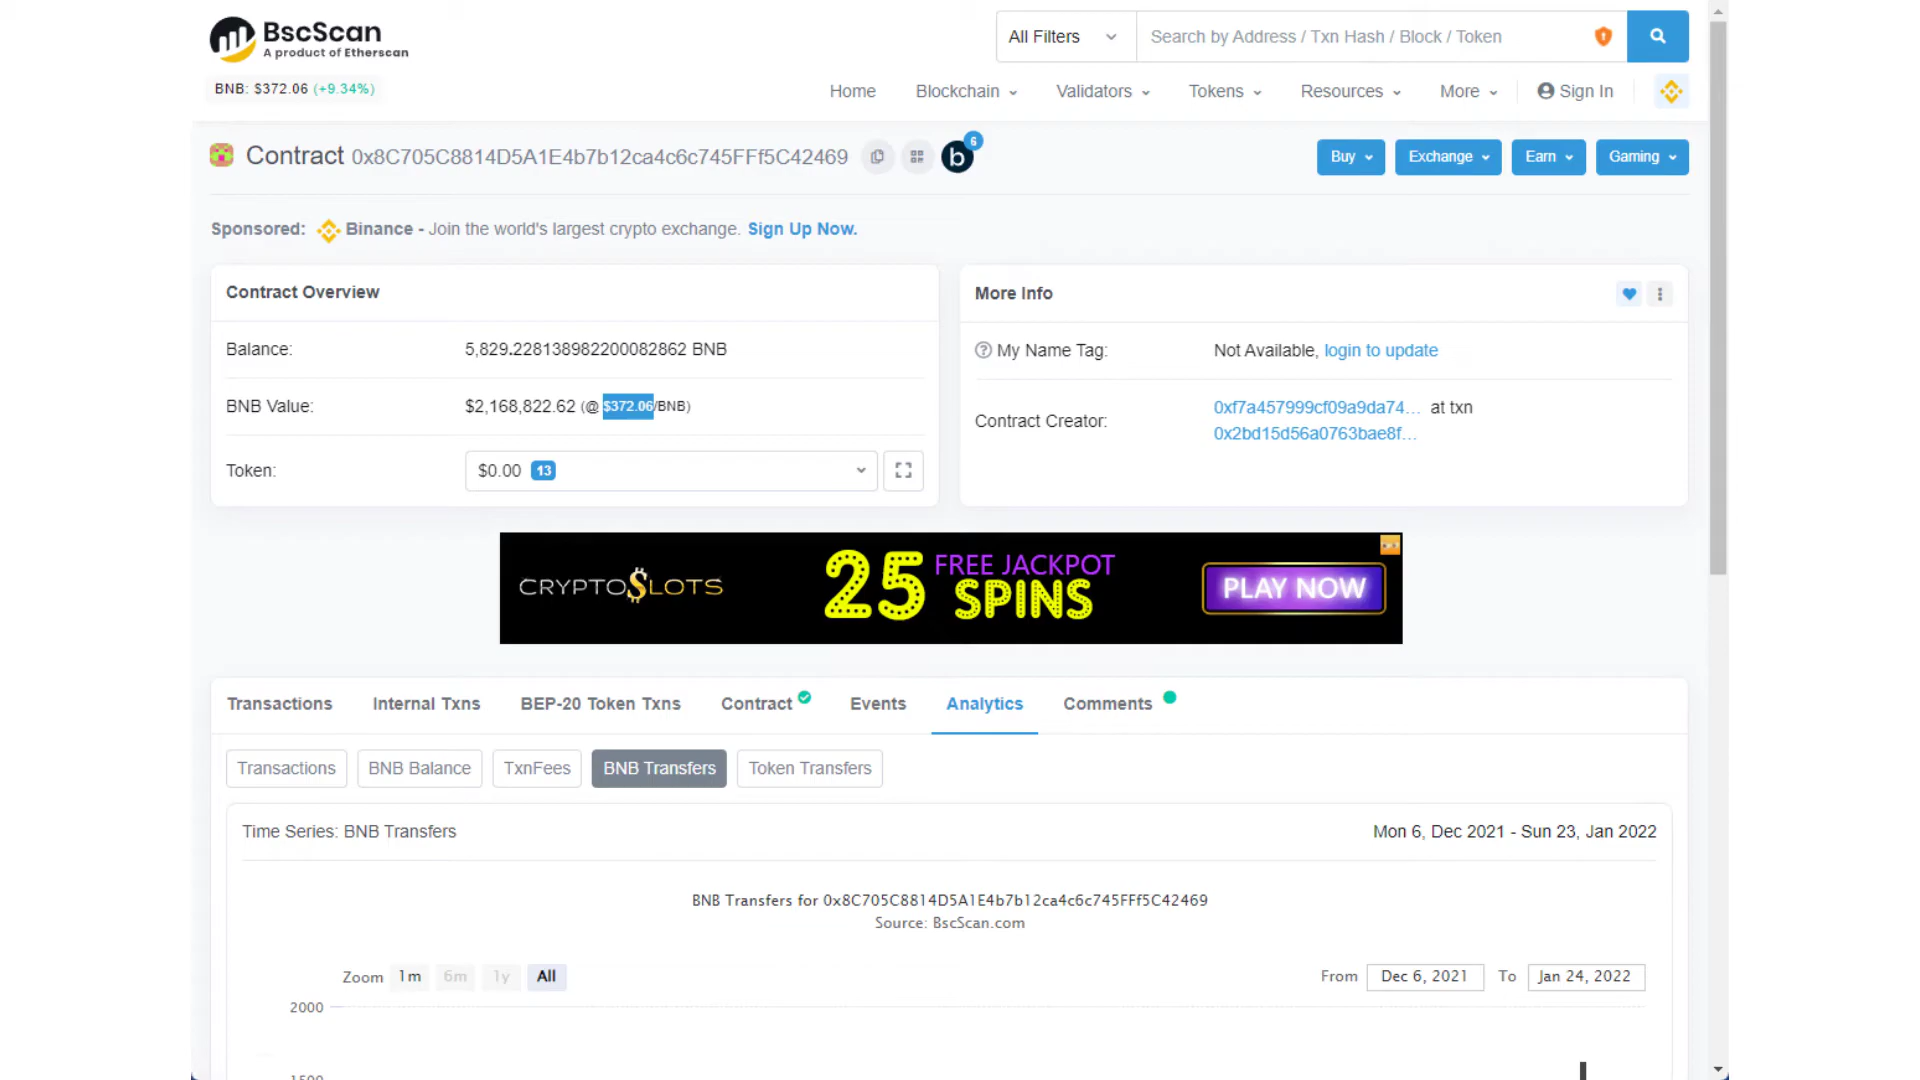 BscScan
A product of Etherscan
All Filters
Search by Address / Txn Hash / Block / Token
BNB: $372.06 (+9.34%)
Home Blockchain Validators Tokens Resources More Sign In
Contract 0x8C705C8814D5A1E4b7b12ca4c6c745FFf5C42469
b 6
Buy Exchange Earn Gaming
Sponsored: Binance - Join the world's largest crypto exchange. Sign Up Now.
Contract Overview
Balance: 5,829.228138982200082862 BNB
BNB Value: $2,168,822.62 (@ $372.06/BNB)
Token: $0.00 13
More Info
My Name Tag: Not Available, login to update
Contract Creator: 0xf7a457999cf09a9da74... at txn
0x2bd15d56a0763bae8f...
CRYPTO$LOTS 25 FREE JACKPOT SPINS PLAY NOW
Transactions Internal Txns BEP-20 Token Txns Contract Events Analytics Comments
Transactions BNB Balance TxnFees BNB Transfers Token Transfers
Time Series: BNB Transfers Mon 6, Dec 2021 - Sun 23, Jan 2022
BNB Transfers for 0x8C705C8814D5A1E4b7b12ca4c6c745FFf5C42469
Source: BscScan.com
Zoom 1m 6m 1y All From Dec 6, 2021 To Jan 24, 2022
2000
1500